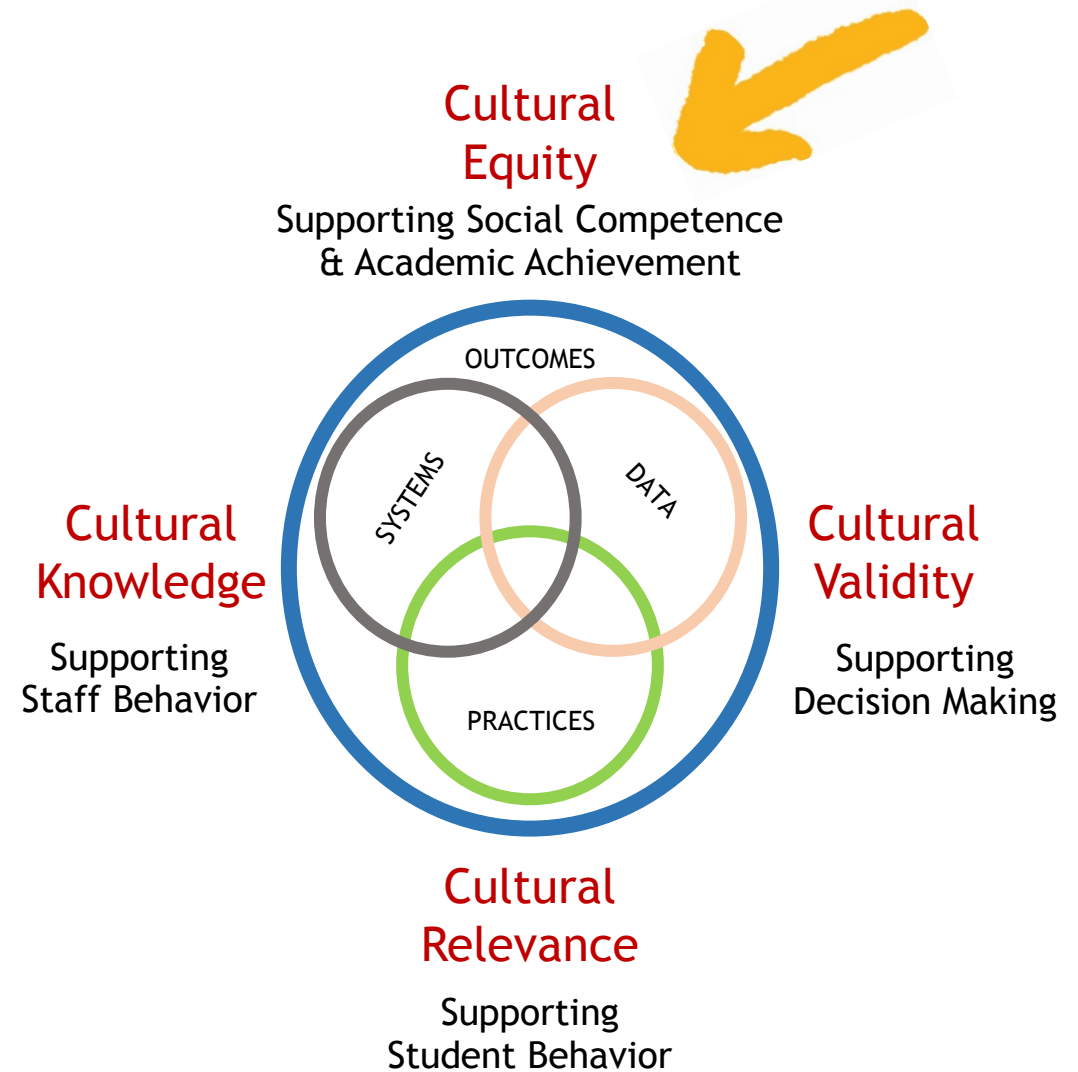 Cultural
Equity
Supporting Social Competence
& Academic Achievement
OUTCOMES
SYSTEMS
DATA
PRACTICES
Cultural
Knowledge
Supporting
Staff Behavior
Cultural
Validity
Supporting
Decision Making
Cultural
Relevance
Supporting
Student Behavior